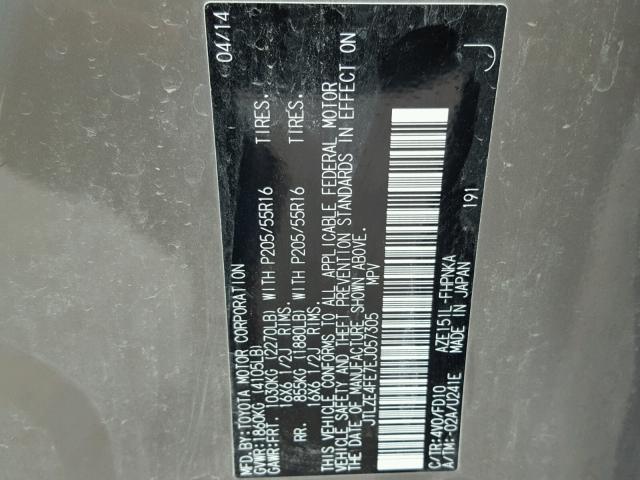 MFD.BY:TOYOTA MOTOR CORPORATION 04/14
GVWR:1860KG (4105LB)
GAWR:FRT. 1030KG (2270LB) WITH P205/55R16 TIRES.
16X6 1/2J RIMS.
RR. 855KG (1880LB) WITH P205/55R16 TIRES.
16X6 1/2J RIMS.
THIS VEHICLE CONFORMS TO ALL APPLICABLE FEDERAL MOTOR
VEHICLE SAFETY AND THEFT PREVENTION STANDARDS IN EFFECT ON
THE DATE OF MANUFACTURE SHOWN ABOVE.
JTLZE4FE7EJ057305 MPV
C/TR:4V0/FD10 AZE151L-FHPNKA
A/TM:-02A/U241E MADE IN JAPAN 191 J